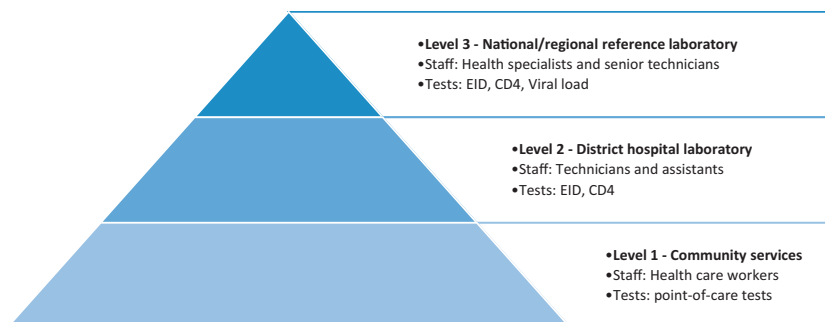 •Level 3 - National/regional reference laboratory
•Staff: Health specialists and senior technicians
•Tests: EID, CD4, Viral load
•Level 2 - District hospital laboratory
•Staff: Technicians and assistants
•Tests: EID, CD4
•Level 1 - Community services
•Staff: Health care workers
•Tests: point-of-care tests